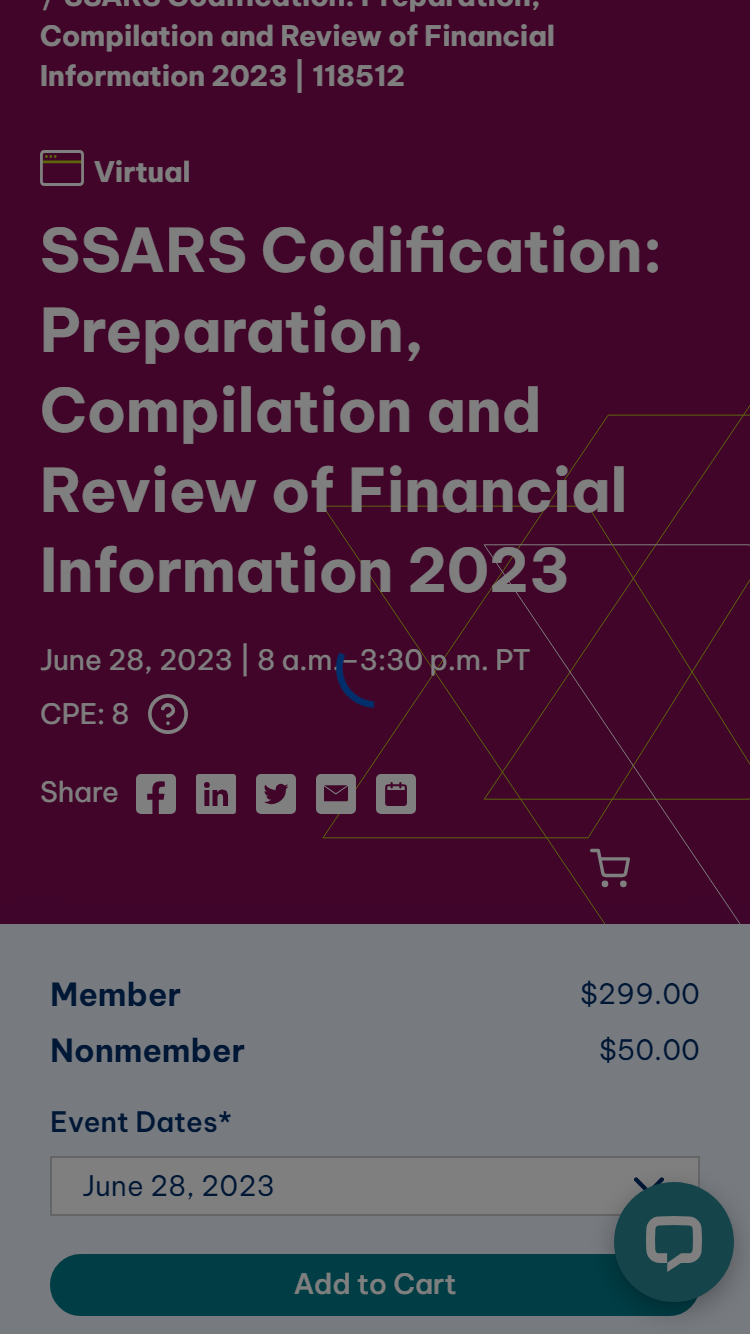 / SSARS Codification: Preparation,
Compilation and Review of Financial
Information 2023 | 118512
Virtual
SSARS Codification:
Preparation,
Compilation and
Review of Financial
Information 2023
June 28, 2023 | 8 a.m.–3:30 p.m. PT
CPE: 8 ?
Share
Member $299.00
Nonmember $50.00
Event Dates*
June 28, 2023
Add to Cart